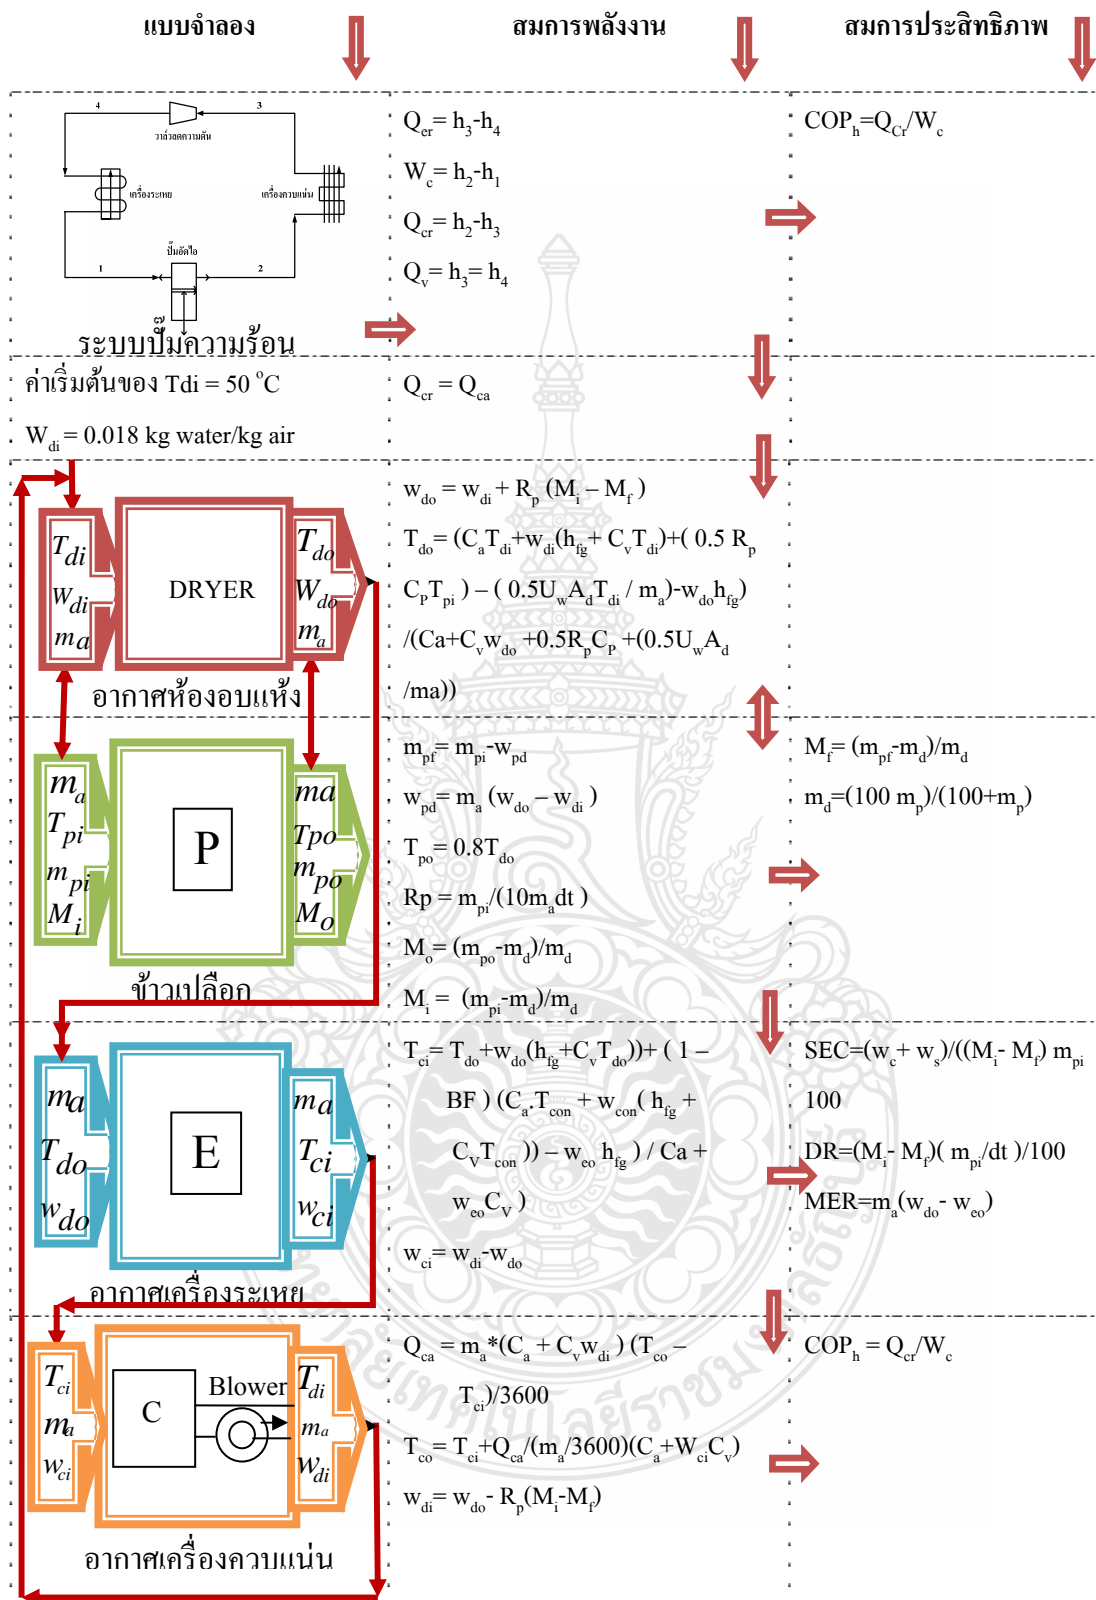 แบบจำลอง
สมการพลังงาน
สมการประสิทธิภาพ
4
3
วาล์วลดความดัน
เครื่องระเหย
เครื่องควบแน่น
ปั๊มอัดไอ
1
2
ระบบปั๊มความร้อน
Q_er = h_3-h_4
W_c = h_2-h_1
Q_cr = h_2-h_3
Q_v = h_3 = h_4
COP_h=Q_Cr/W_c
ค่าเริ่มต้นของ Tdi = 50 °C
W_di = 0.018 kg water/kg air
Q_cr = Q_ca
T_di
W_di
m_a
DRYER
T_do
W_do
m_a
อากาศห้องอบแห้ง
w_do = w_di + R_p (M_i – M_f )
T_do = (C_aT_di+w_di(h_fg+ C_vT_di)+( 0.5 R_p
C_PT_pi ) – ( 0.5U_wA_dT_di / m_a)-w_doh_fg)
/(Ca+C_vw_do +0.5R_pC_P +(0.5U_wA_d
/ma))
m_a
T_pi
m_pi
M_i
P
ma
Tpo
m_po
M_O
ข้าวเปลือก
m_pf = m_pi-w_pd
w_pd = m_a (w_do – w_di )
T_po = 0.8T_do
Rp = m_pi/(10m_adt )
M_o = (m_po-m_d)/m_d
M_i = (m_pi-m_d)/m_d
M_f = (m_pf-m_d)/m_d
m_d=(100 m_p)/(100+m_p)
m_a
T_do
w_do
E
m_a
T_ci
w_ci
อากาศเครื่องระเหย
T_ci = T_do+w_do(h_fg+C_vT_do))+ ( 1 –
BF ) (C_a.T_con + w_con( h_fg +
C_VT_con )) – w_eo h_fg ) / Ca +
w_eoC_V )
w_ci = w_di-w_do
SEC=(w_c+ w_s)/((M_i- M_f) m_pi
100
DR=(M_i- M_f)( m_pi/dt )/100
MER=m_a(w_do- w_eo)
T_ci
m_a
w_ci
C
Blower
T_di
m_a
w_di
อากาศเครื่องควบแน่น
Q_ca = m_a*(C_a + C_vw_di) (T_co –
T_ci)/3600
T_co = T_ci+Q_ca/(m_a/3600)(C_a+W_ciC_v)
w_di = w_do- R_p(M_i-M_f)
COP_h = Q_cr/W_c